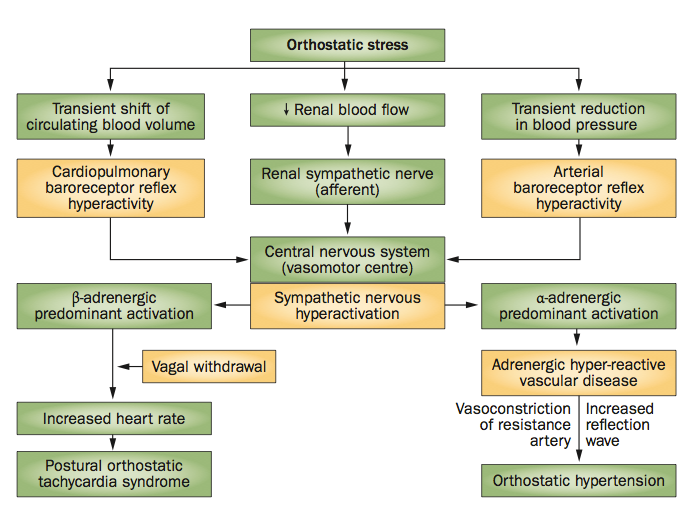 Orthostatic stress
Transient shift of
circulating blood volume
↓ Renal blood flow
Transient reduction
in blood pressure
Cardiopulmonary
baroreceptor reflex
hyperactivity
Renal sympathetic nerve
(afferent)
Arterial
baroreceptor reflex
hyperactivity
Central nervous system
(vasomotor centre)
β-adrenergic
predominant activation
Sympathetic nervous
hyperactivation
α-adrenergic
predominant activation
Vagal withdrawal
Adrenergic hyper-reactive
vascular disease
Increased heart rate
Vasoconstriction
of resistance
artery
Increased
reflection
wave
Postural orthostatic
tachycardia syndrome
Orthostatic hypertension